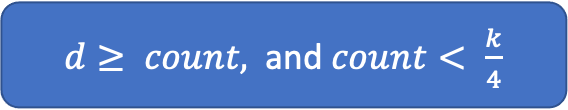 d ≥ count, and count < k/4